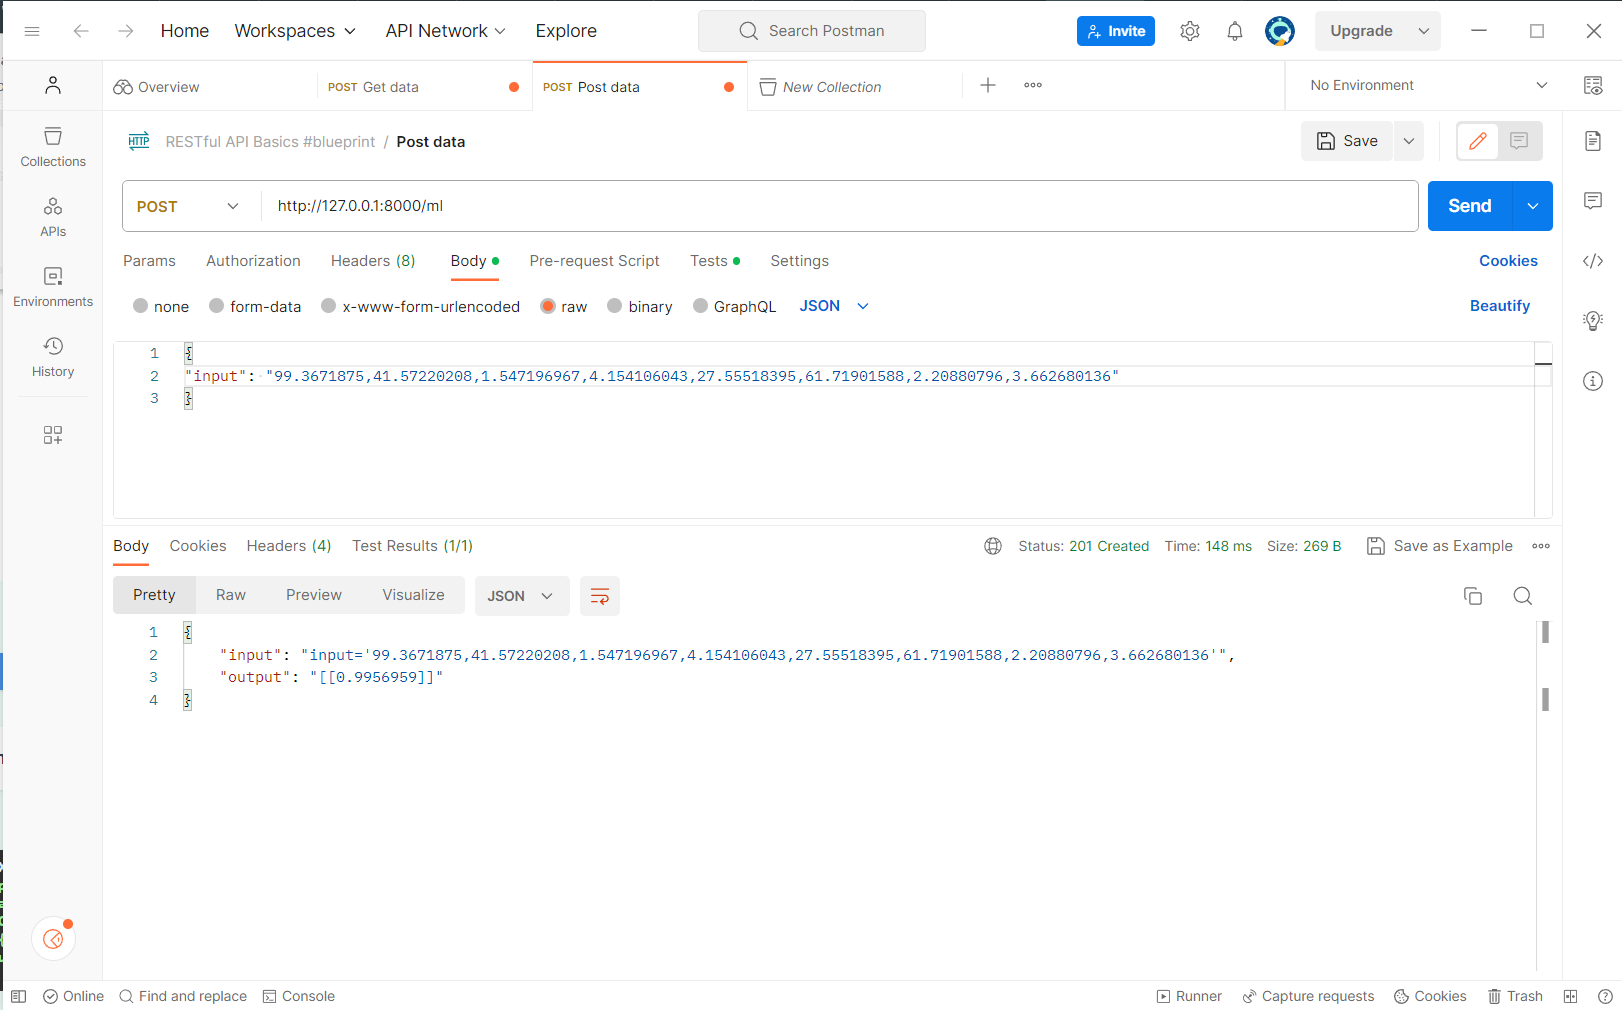 Home Workspaces API Network Explore Search Postman Invite Upgrade
Overview POST Get data POST Post data New Collection No Environment
HTTP RESTful API Basics #blueprint / Post data Save
Collections
APIs
Environments
History
POST http://127.0.0.1:8000/ml Send
Params Authorization Headers (8) Body Pre-request Script Tests Settings Cookies
none form-data x-www-form-urlencoded raw binary GraphQL JSON Beautify
1 {
2 "input": "99.3671875,41.57220208,1.547196967,4.154106043,27.55518395,61.71901588,2.20880796,3.662680136"
3 }
Body Cookies Headers (4) Test Results (1/1) Status: 201 Created Time: 148 ms Size: 269 B Save as Example
Pretty Raw Preview Visualize JSON
1 {
2 "input": "input='99.3671875,41.57220208,1.547196967,4.154106043,27.55518395,61.71901588,2.20880796,3.662680136'",
3 "output": "[[0.9956959]]"
4 }
Online Find and replace Console Runner Capture requests Cookies Trash